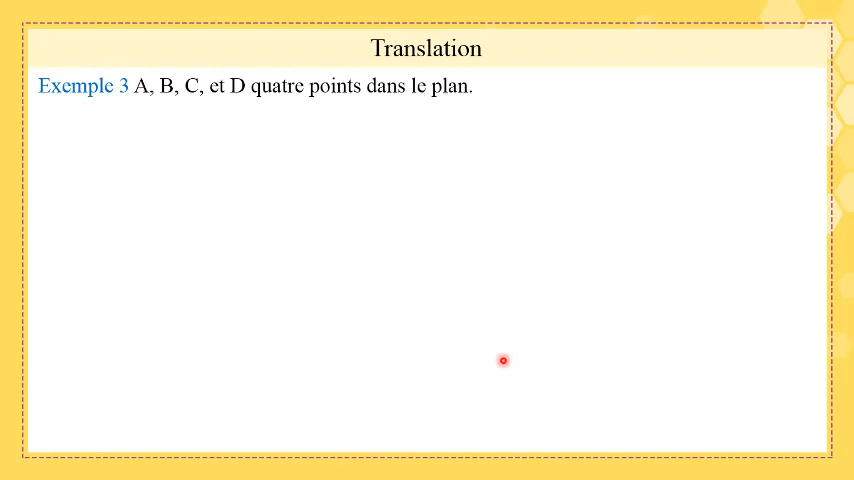 Translation
Exemple 3 A, B, C, et D quatre points dans le plan.